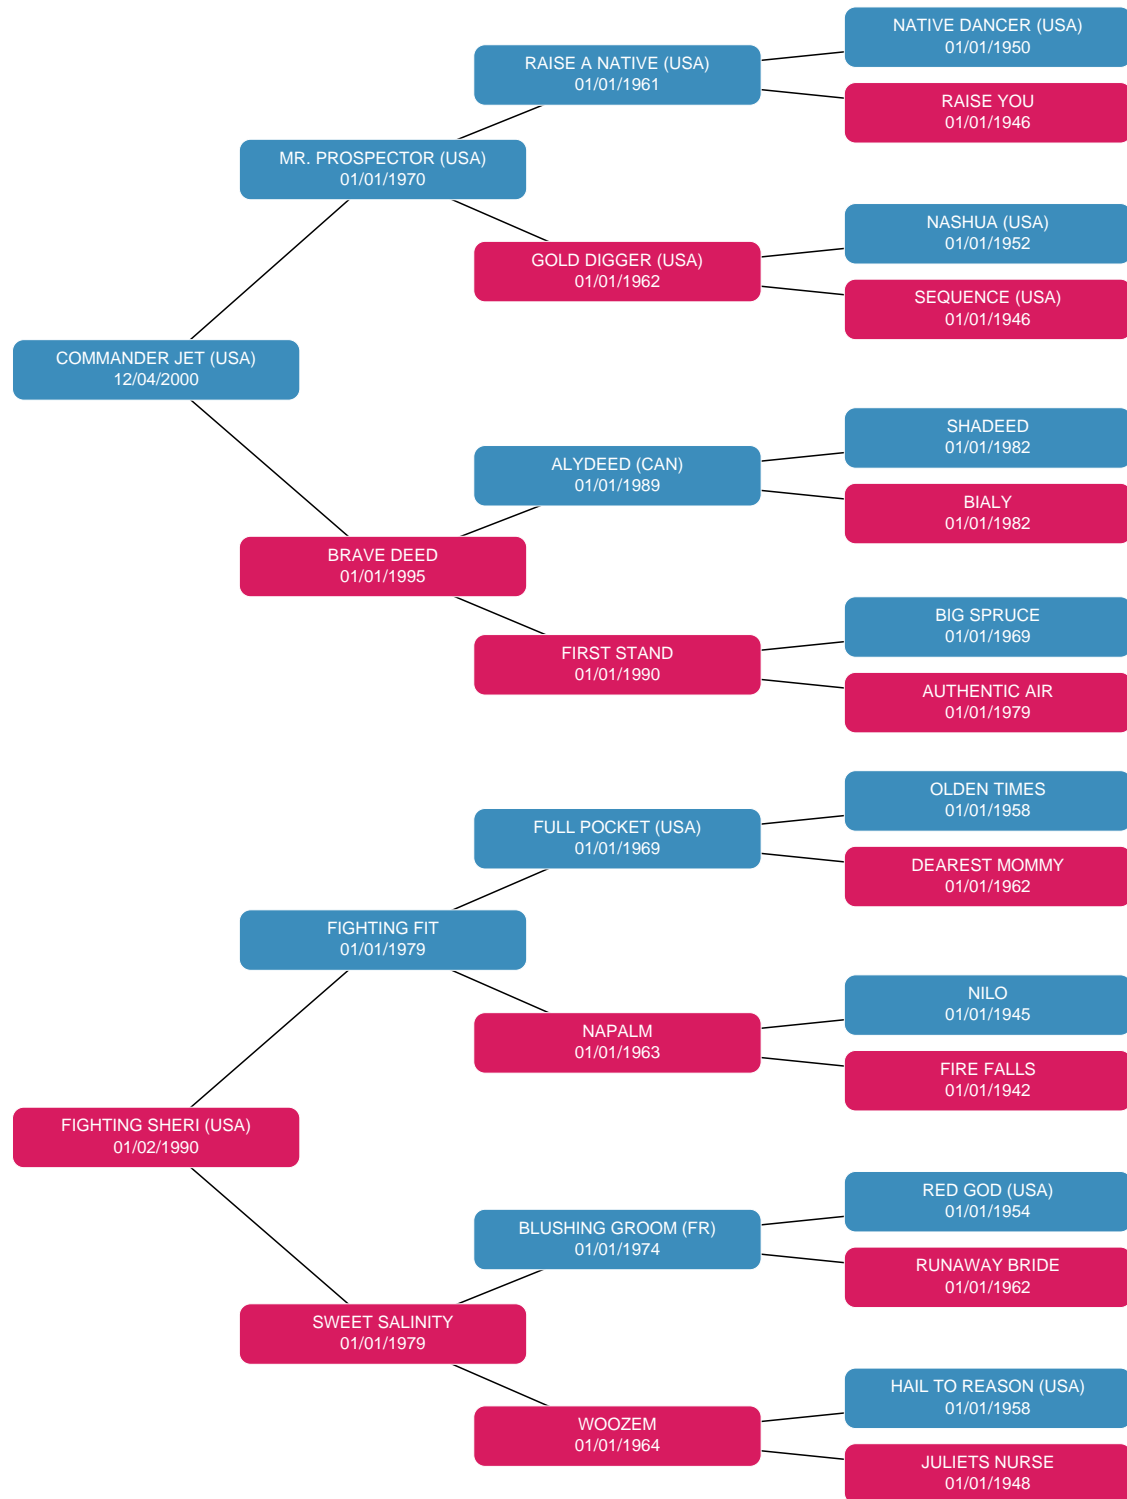 NATIVE DANCER (USA)
01/01/1950
RAISE A NATIVE (USA)
01/01/1961
RAISE YOU
01/01/1946
MR. PROSPECTOR (USA)
01/01/1970
NASHUA (USA)
01/01/1952
GOLD DIGGER (USA)
01/01/1962
SEQUENCE (USA)
01/01/1946
COMMANDER JET (USA)
12/04/2000
SHADEED
01/01/1982
ALYDEED (CAN)
01/01/1989
BIALY
01/01/1982
BRAVE DEED
01/01/1995
BIG SPRUCE
01/01/1969
FIRST STAND
01/01/1990
AUTHENTIC AIR
01/01/1979
OLDEN TIMES
01/01/1958
FULL POCKET (USA)
01/01/1969
DEAREST MOMMY
01/01/1962
FIGHTING FIT
01/01/1979
NILO
01/01/1945
NAPALM
01/01/1963
FIRE FALLS
01/01/1942
FIGHTING SHERI (USA)
01/02/1990
RED GOD (USA)
01/01/1954
BLUSHING GROOM (FR)
01/01/1974
RUNAWAY BRIDE
01/01/1962
SWEET SALINITY
01/01/1979
HAIL TO REASON (USA)
01/01/1958
WOOZEM
01/01/1964
JULIETS NURSE
01/01/1948